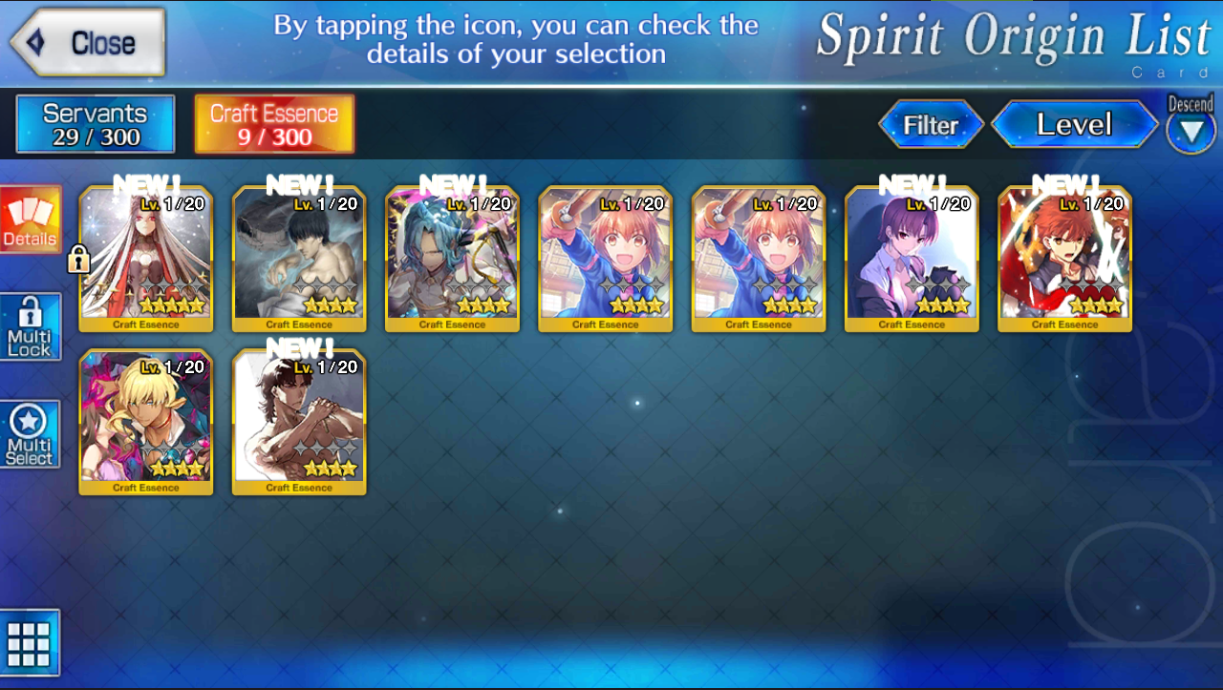 Close
By tapping the icon, you can check the
details of your selection
Spirit Origin List
Card
Servants
29 / 300
Craft Essence
9 / 300
Filter
Level
Descend
Details
Multi
Lock
Multi
Select
NEW!
Lv. 1/20
Craft Essence
NEW!
Lv. 1/20
Craft Essence
NEW!
Lv. 1/20
Craft Essence
Lv. 1/20
Craft Essence
Lv. 1/20
Craft Essence
NEW!
Lv. 1/20
Craft Essence
NEW!
Lv. 1/20
Craft Essence
Lv. 1/20
Craft Essence
NEW!
Lv. 1/20
Craft Essence